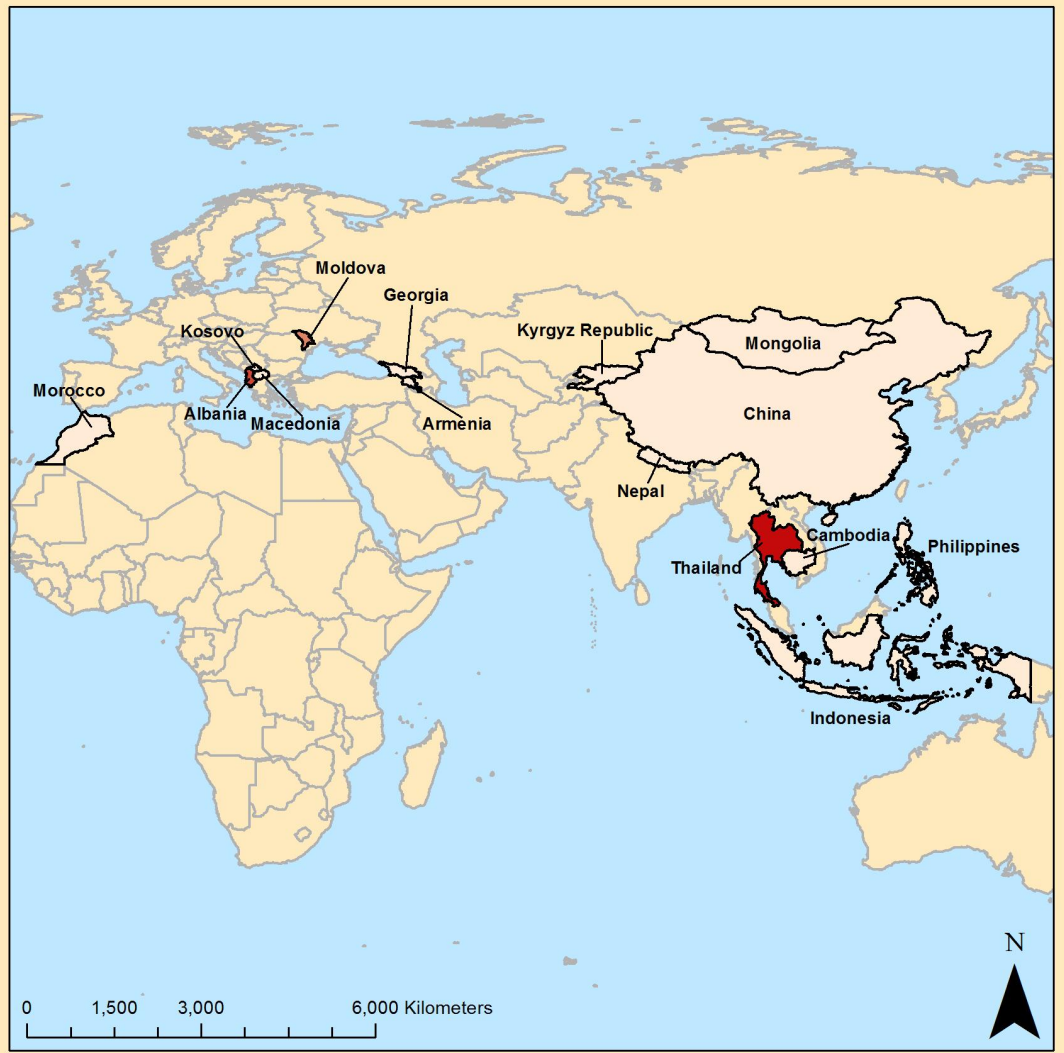 Moldova
Georgia
Kosovo
Kyrgyz Republic
Mongolia
Morocco
Albania
Macedonia
Armenia
China
Nepal
Cambodia
Philippines
Thailand
Indonesia
N
0 1,500 3,000 6,000 Kilometers